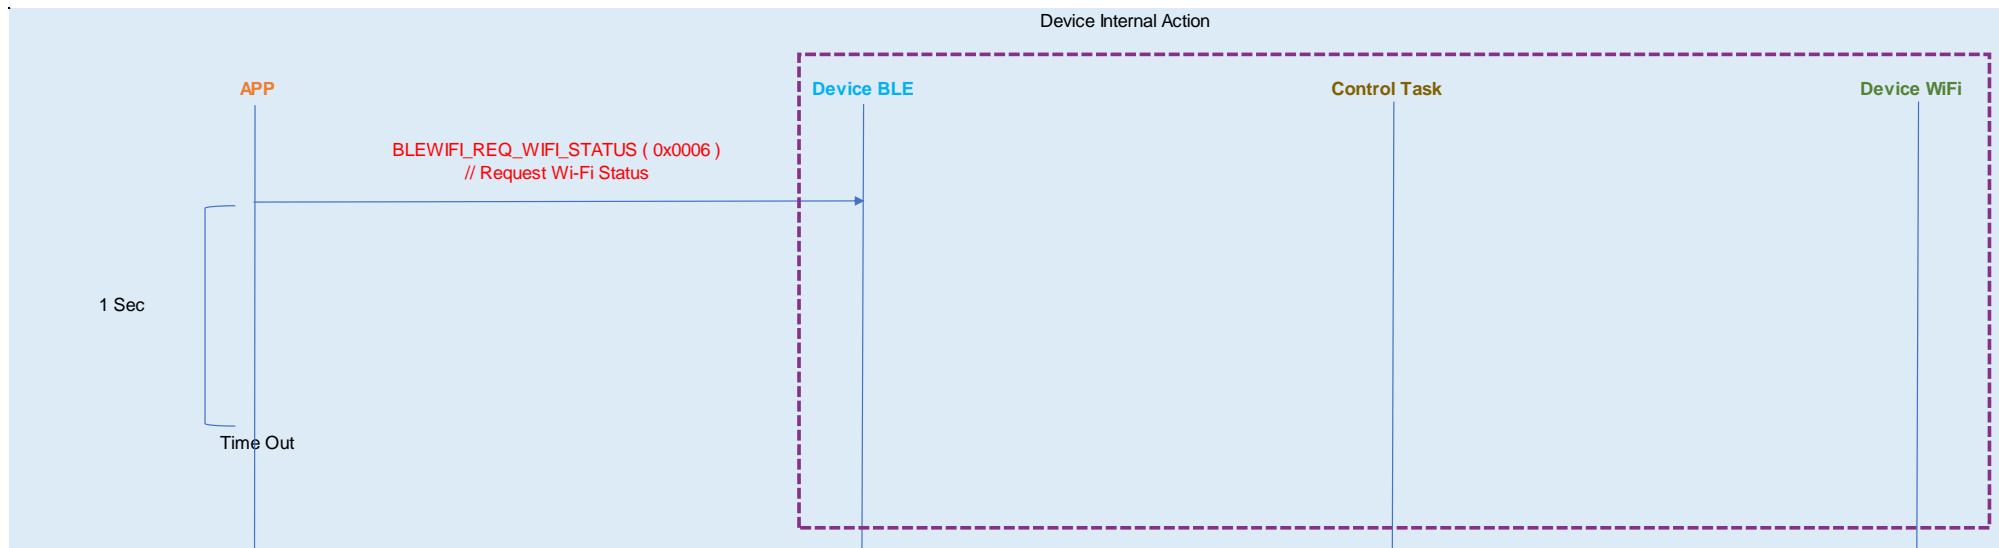 Device Internal Action
APP
Device BLE
Control Task
Device WiFi
BLEWIFI_REQ_WIFI_STATUS ( 0x0006 )
// Request Wi-Fi Status
1 Sec
Time Out